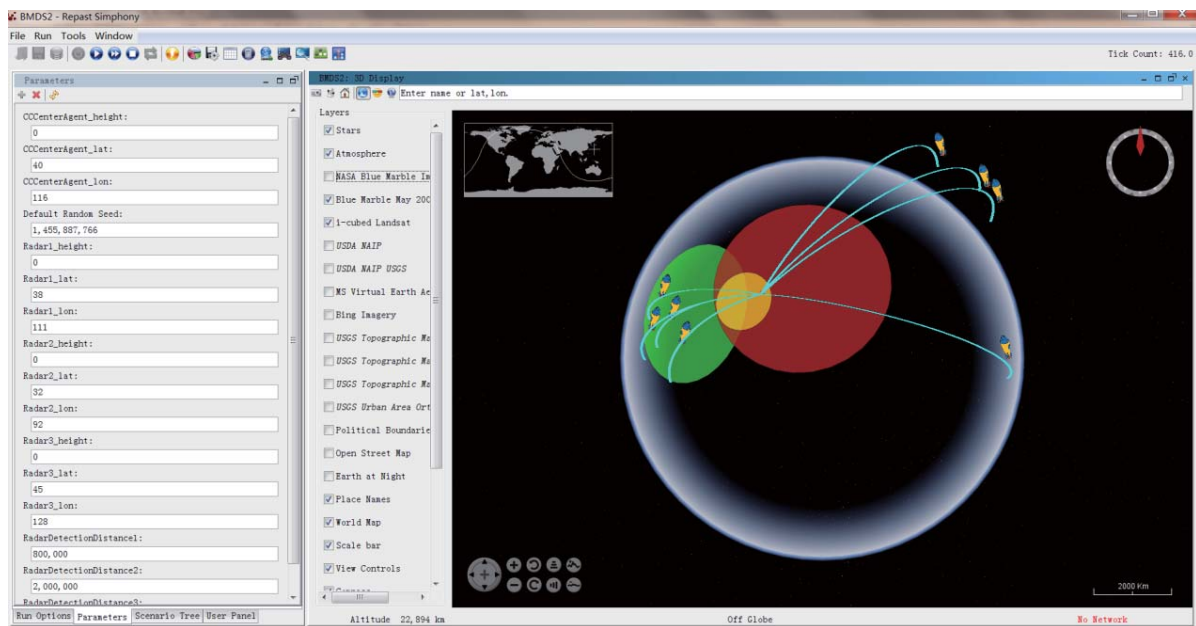 BMDS2 - Repast Simphony
File Run Tools Window
Tick Count: 416.0
Parameters
CCCenterAgent_height:
0
CCCenterAgent_lat:
40
CCCenterAgent_lon:
116
Default Random Seed:
1,455,887,766
Radar1_height:
0
Radar1_lat:
38
Radar1_lon:
111
Radar2_height:
0
Radar2_lat:
32
Radar2_lon:
92
Radar3_height:
0
Radar3_lat:
45
Radar3_lon:
128
RadarDetectionDistance1:
800,000
RadarDetectionDistance2:
2,000,000
RadarDetectionDistance3:
Run Options Parameters Scenario Tree User Panel
BMDS2: 3D Display
Enter name or lat,lon.
Layers
Stars
Atmosphere
NASA Blue Marble Im
Blue Marble May 200
i-cubed Landsat
USDA NAIP
USDA NAIP USGS
MS Virtual Earth Ae
Bing Imagery
USGS Topographic Ma
USGS Topographic Ma
USGS Topographic Ma
USGS Urban Area Ort
Political Boundarie
Open Street Map
Earth at Night
Place Names
World Map
Scale bar
View Controls
2000 Km
Altitude 22,894 km
Off Globe
No Network